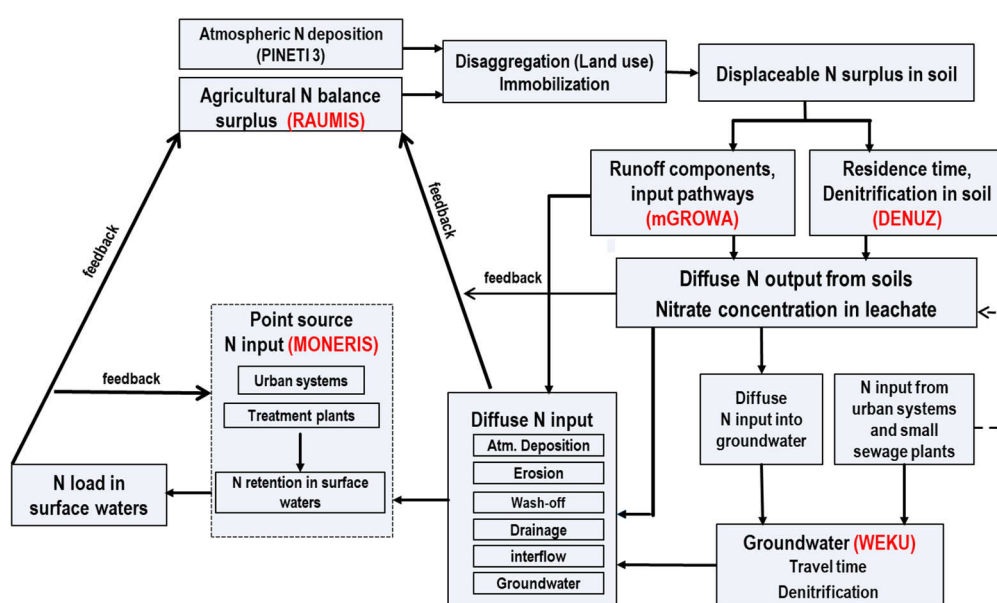 Atmospheric N deposition
(PINETI 3)
Agricultural N balance
surplus (RAUMIS)
Disaggregation (Land use)
Immobilization
Displaceable N surplus in soil
Runoff components,
input pathways
(mGROWA)
Residence time,
Denitrification in soil
(DENUZ)
feedback
feedback
feedback
Diffuse N output from soils
Nitrate concentration in leachate
Point source
N input (MONERIS)
Urban systems
Treatment plants
N retention in surface
waters
feedback
N load in
surface waters
Diffuse N input
Atm. Deposition
Erosion
Wash-off
Drainage
interflow
Groundwater
Diffuse
N input into
groundwater
N input from
urban systems
and small
sewage plants
Groundwater (WEKU)
Travel time
Denitrification